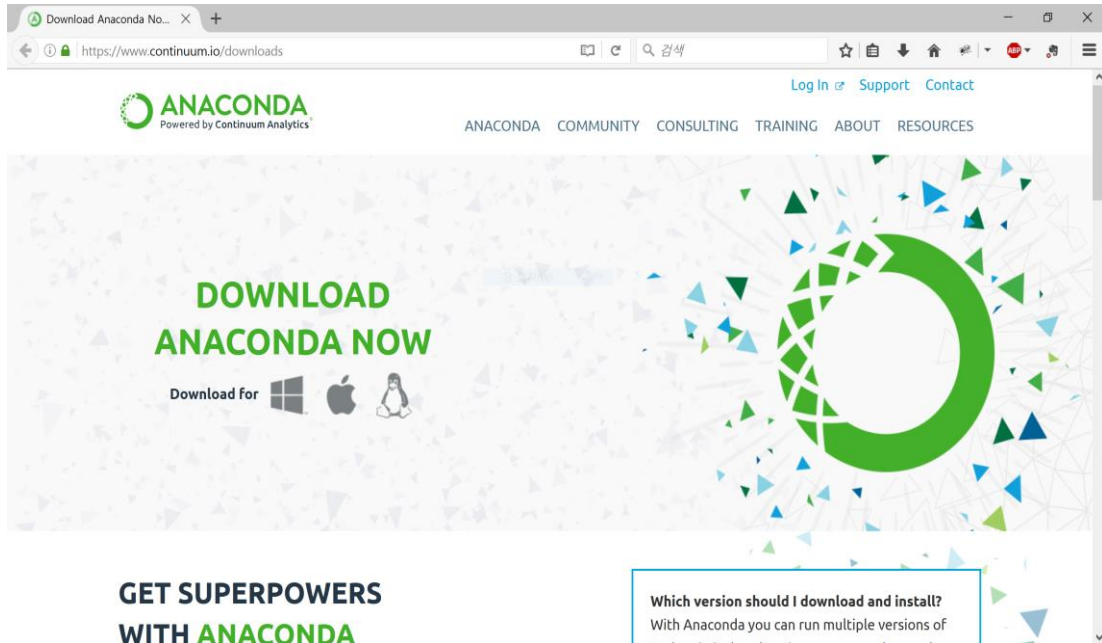 Download Anaconda No...
https://www.continuum.io/downloads
검색
ABP
Log In Support Contact
ANACONDA
Powered by Continuum Analytics
ANACONDA COMMUNITY CONSULTING TRAINING ABOUT RESOURCES
DOWNLOAD
ANACONDA NOW
Download for
GET SUPERPOWERS
WITH ANACONDA
Which version should I download and install?
With Anaconda you can run multiple versions of